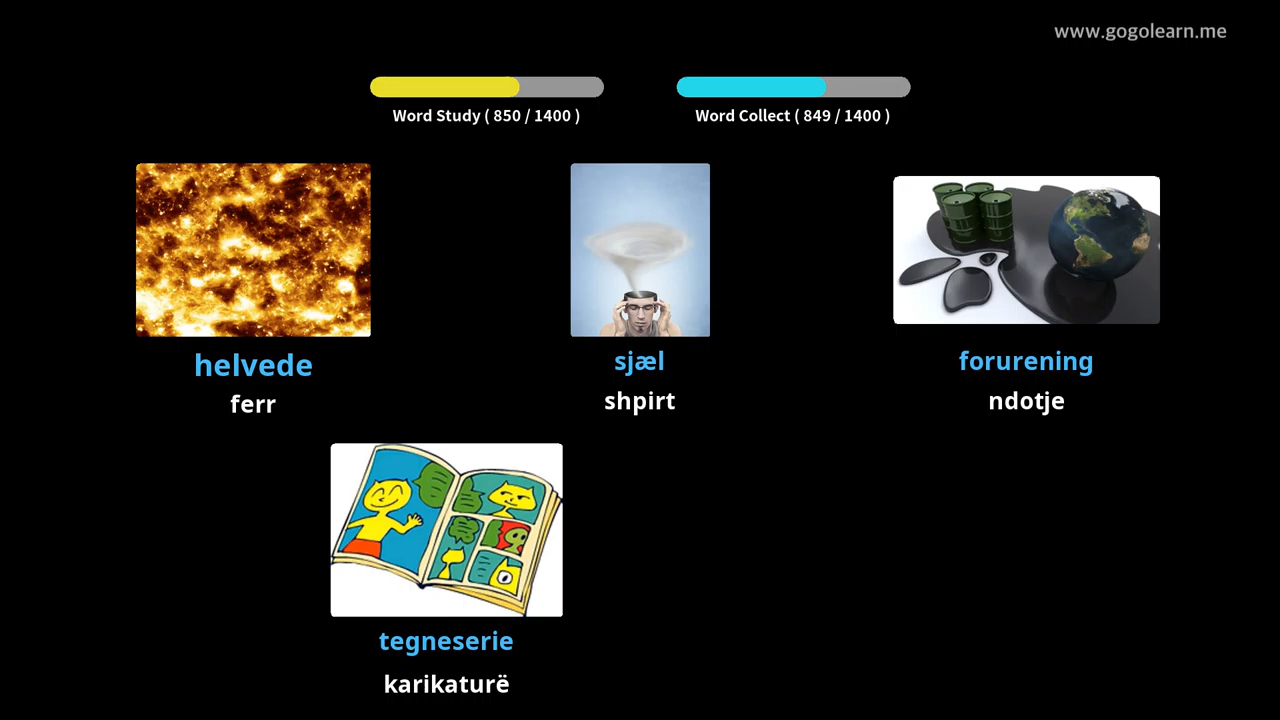 www.gogolearn.me
Word Study ( 850 / 1400 )
Word Collect ( 849 / 1400 )
helvede
ferr
sjæl
shpirt
forurening
ndotje
tegneserie
karikaturë